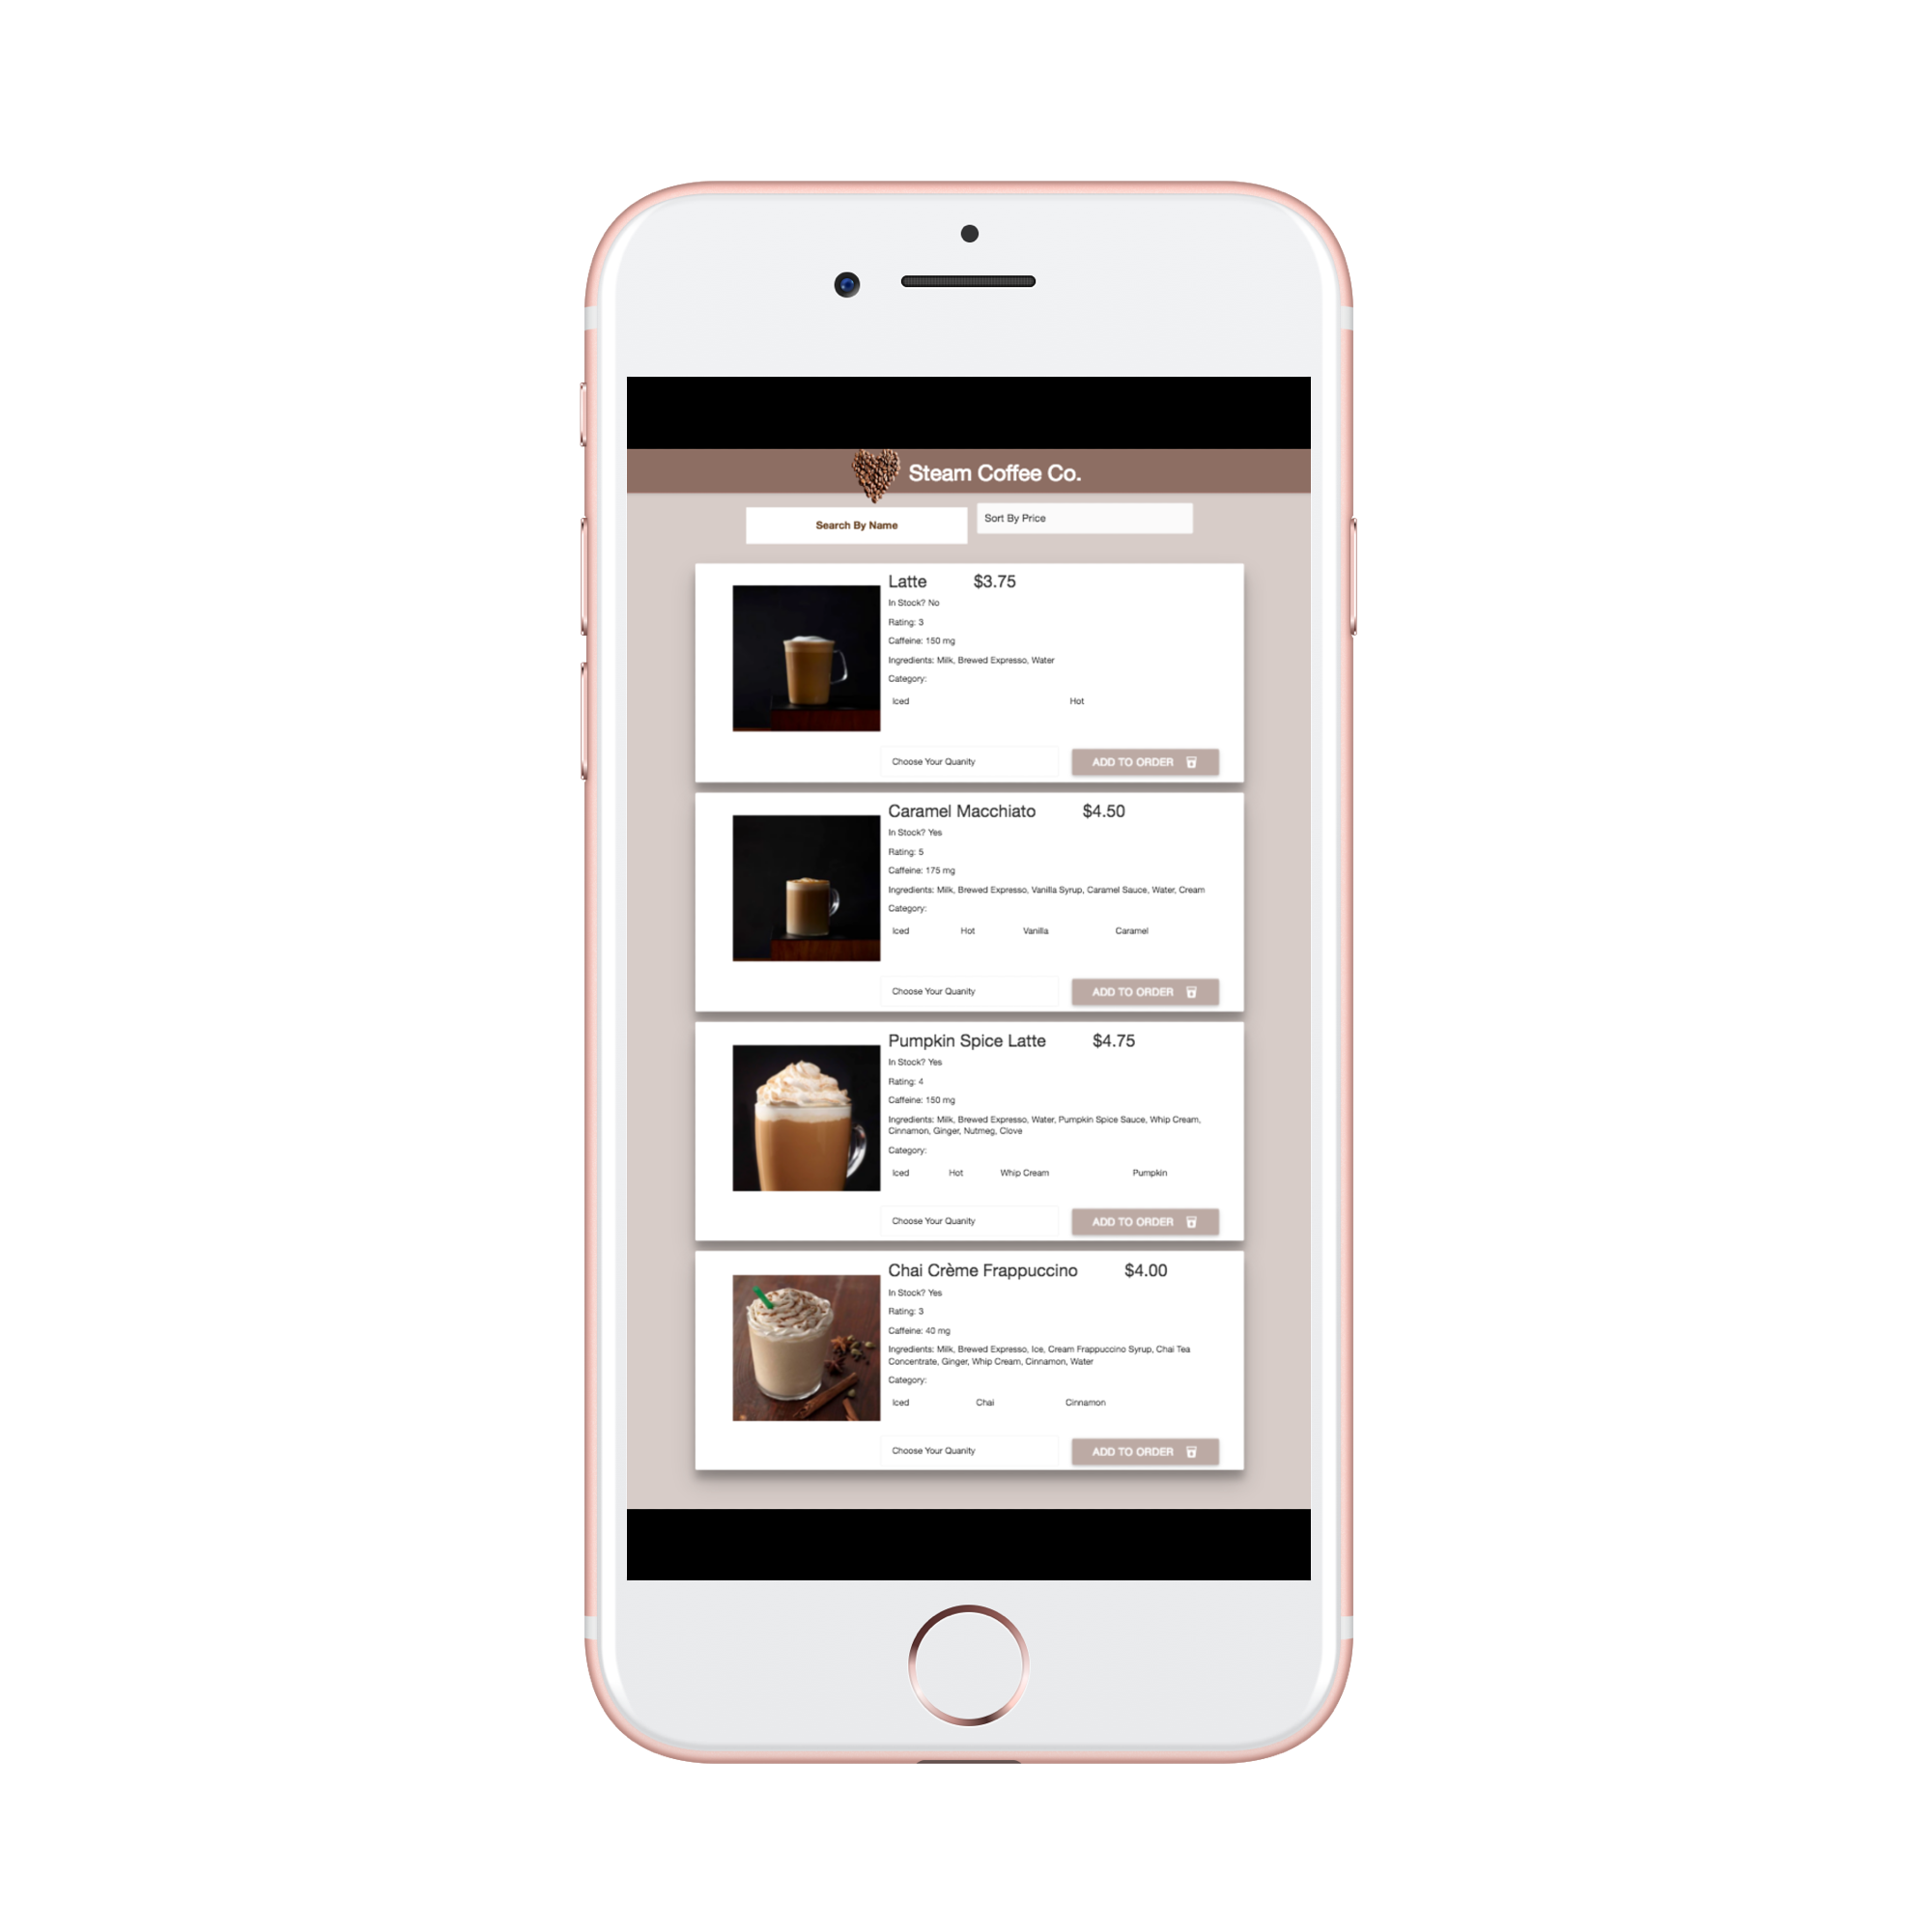 Steam Coffee Co.
Search By Name
Sort By Price
Latte $3.75
In Stock? No
Rating: 3
Caffeine: 150 mg
Ingredients: Milk, Brewed Expresso, Water
Category:
Iced Hot
Choose Your Quanity ADD TO ORDER
Caramel Macchiato $4.50
In Stock? Yes
Rating: 5
Caffeine: 175 mg
Ingredients: Milk, Brewed Expresso, Vanilla Syrup, Caramel Sauce, Water, Cream
Category:
Iced Hot Vanilla Caramel
Choose Your Quanity ADD TO ORDER
Pumpkin Spice Latte $4.75
In Stock? Yes
Rating: 4
Caffeine: 150 mg
Ingredients: Milk, Brewed Expresso, Water, Pumpkin Spice Sauce, Whip Cream,
Cinnamon, Ginger, Nutmeg, Clove
Category:
Iced Hot Whip Cream Pumpkin
Choose Your Quanity ADD TO ORDER
Chai Crème Frappuccino $4.00
In Stock? Yes
Rating: 3
Caffeine: 40 mg
Ingredients: Milk, Brewed Expresso, Ice, Cream Frappuccino Syrup, Chai Tea
Concentrate, Ginger, Whip Cream, Cinnamon, Water
Category:
Iced Chai Cinnamon
Choose Your Quanity ADD TO ORDER